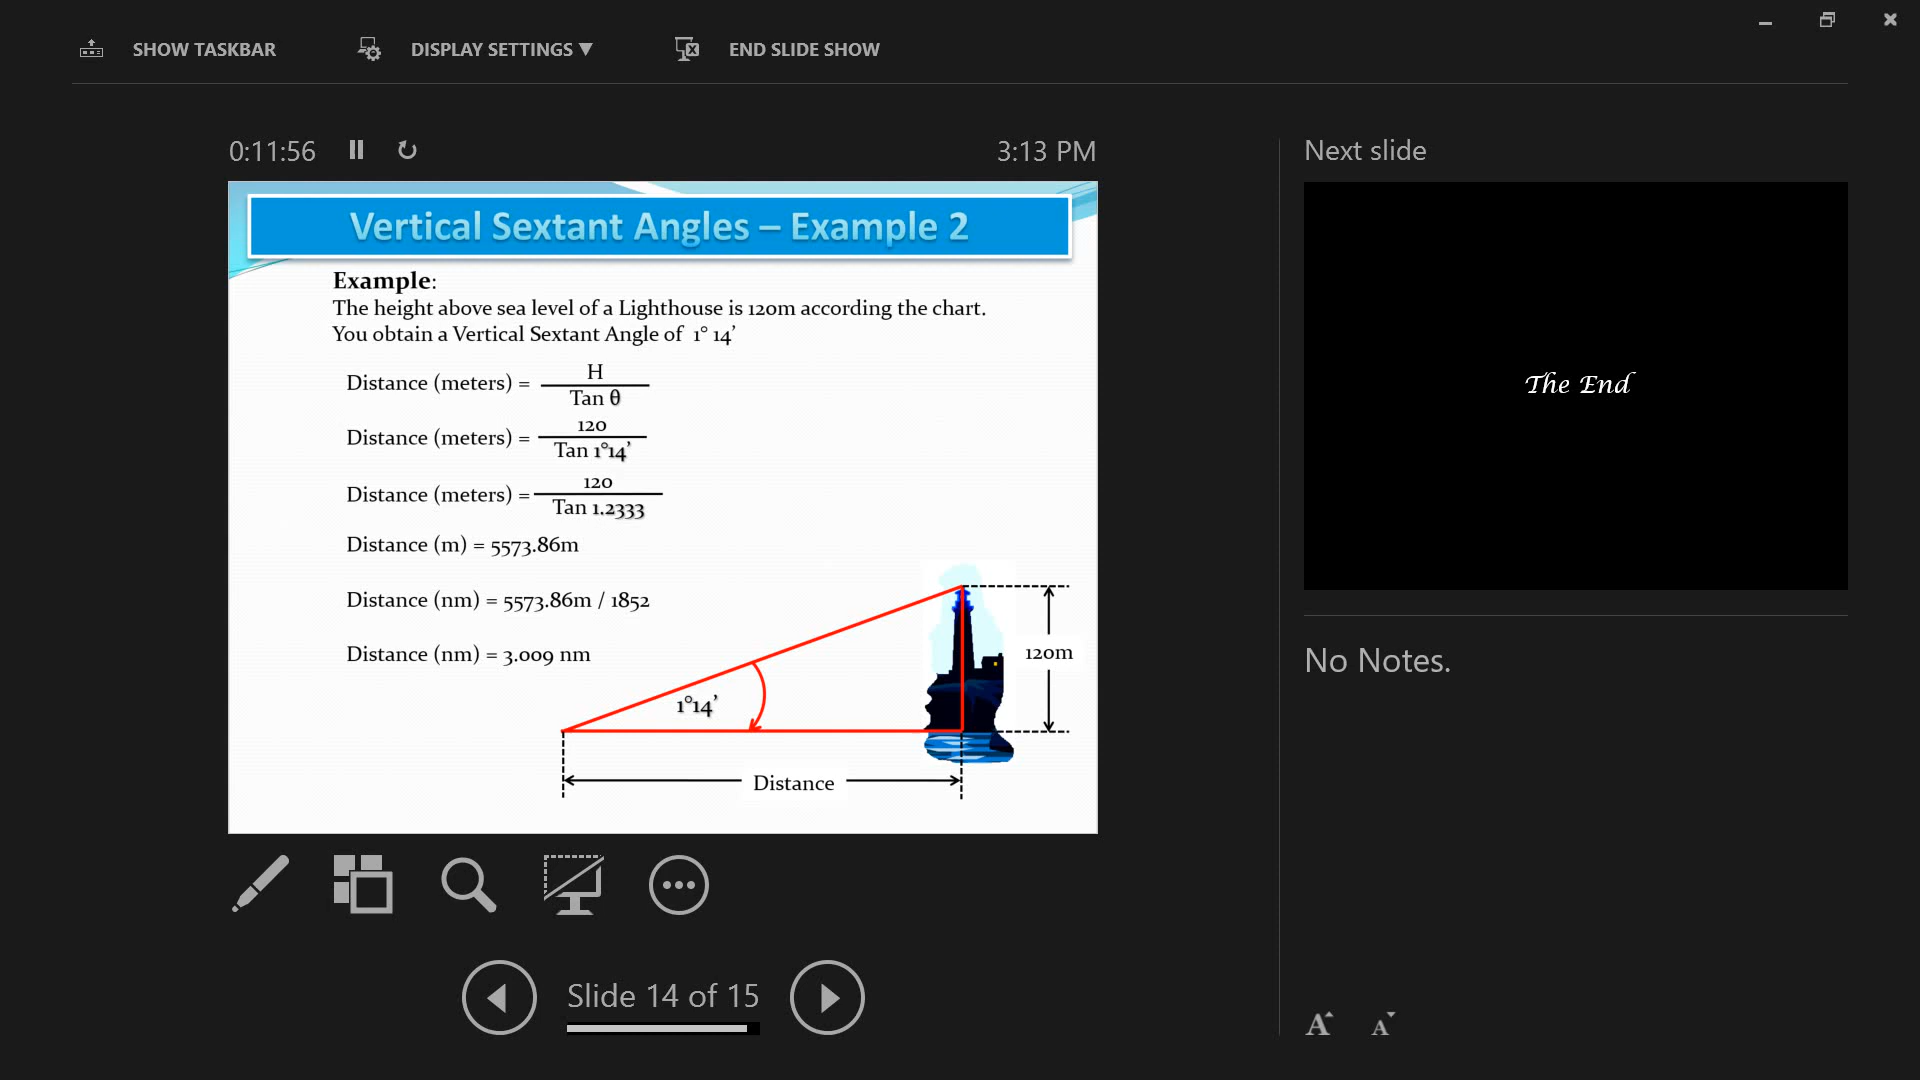 SHOW TASKBAR
DISPLAY SETTINGS ▼
END SLIDE SHOW
0:11:56
3:13 PM
Next slide
Vertical Sextant Angles – Example 2
Example:
The height above sea level of a Lighthouse is 120m according the chart.
You obtain a Vertical Sextant Angle of 1° 14'
Distance (meters) = H
Tan θ
Distance (meters) = 120
Tan 1°14'
Distance (meters) = 120
Tan 1.2333
Distance (m) = 5573.86m
Distance (nm) = 5573.86m / 1852
Distance (nm) = 3.009 nm
120m
1°14'
Distance
The End
No Notes.
Slide 14 of 15
A A